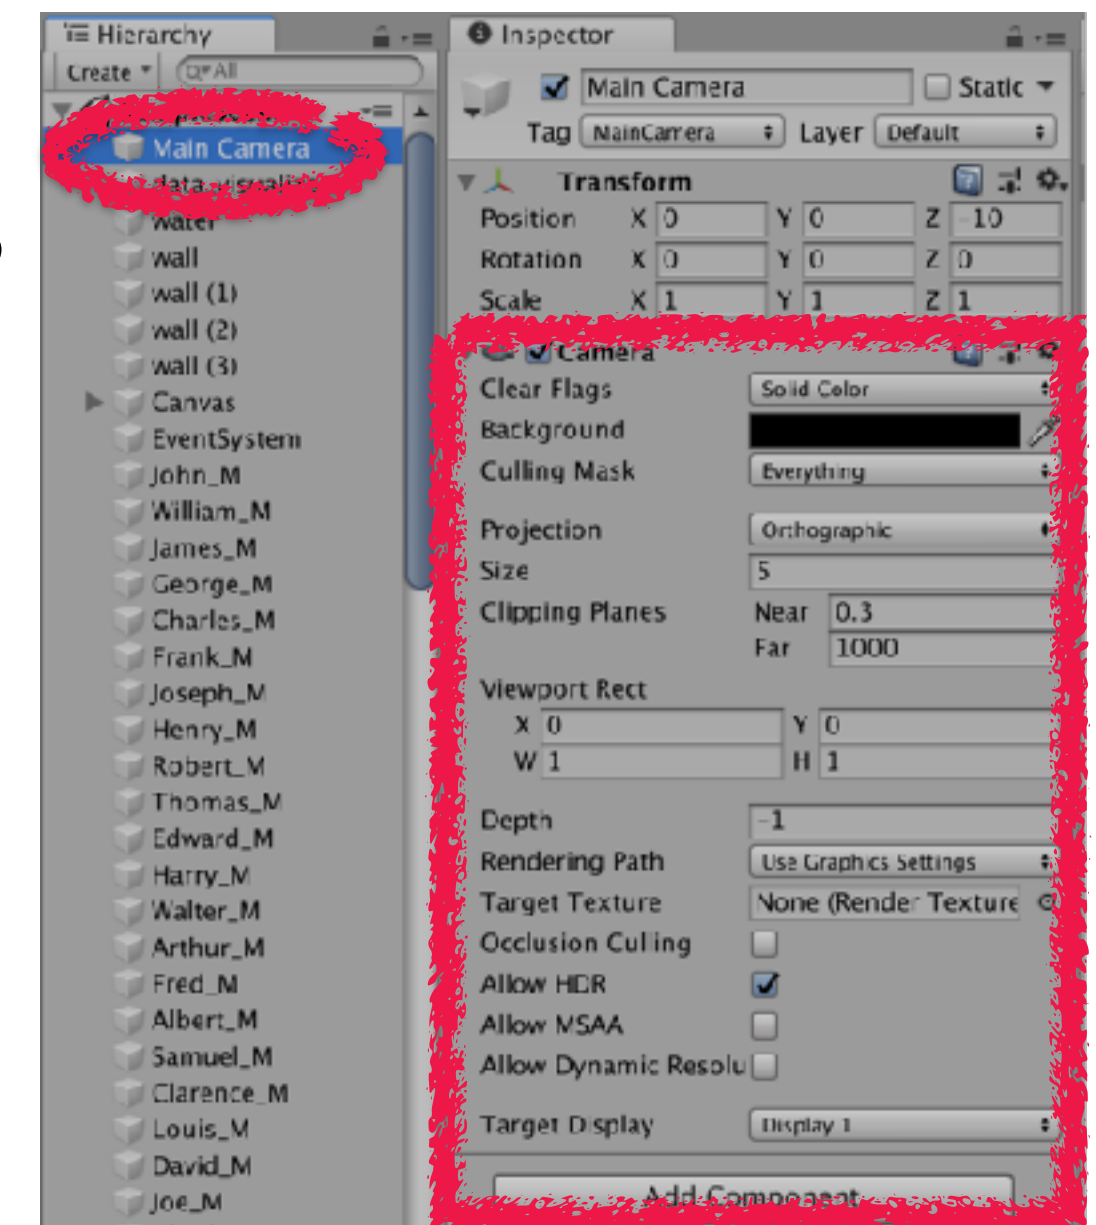 Hierarchy
Create
All
Main Camera
water
wall
wall (1)
wall (2)
wall (3)
Canvas
EventSystem
John_M
William_M
James_M
George_M
Charles_M
Frank_M
Joseph_M
Henry_M
Robert_M
Thomas_M
Edward_M
Harry_M
Walter_M
Arthur_M
Fred_M
Albert_M
Samuel_M
Clarence_M
Louis_M
David_M
Joe_M
Inspector
Main Camera Static
Tag MainCamera Layer Default
Transform
Position X 0 Y 0 Z -10
Rotation X 0 Y 0 Z 0
Scale X 1 Y 1 Z 1
Camera
Clear Flags Solid Color
Background
Culling Mask Everything
Projection Orthographic
Size 5
Clipping Planes Near 0.3
Far 1000
Viewport Rect
X 0 Y 0
W 1 H 1
Depth -1
Rendering Path Use Graphics Settings
Target Texture None (Render Texture
Occlusion Culling
Allow HDR
Allow MSAA
Allow Dynamic Resolu
Target Display Display 1
Add Component